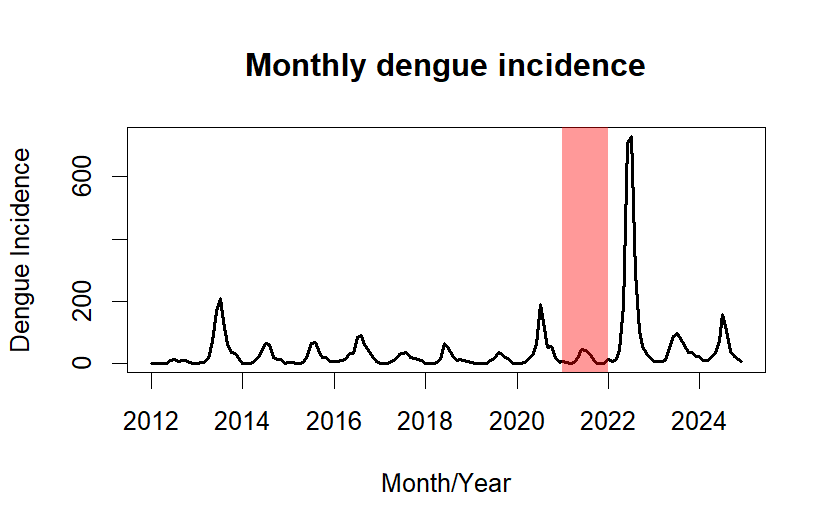 Monthly dengue incidence
Dengue Incidence
600
200
0
2012 2014 2016 2018 2020 2022 2024
Month/Year